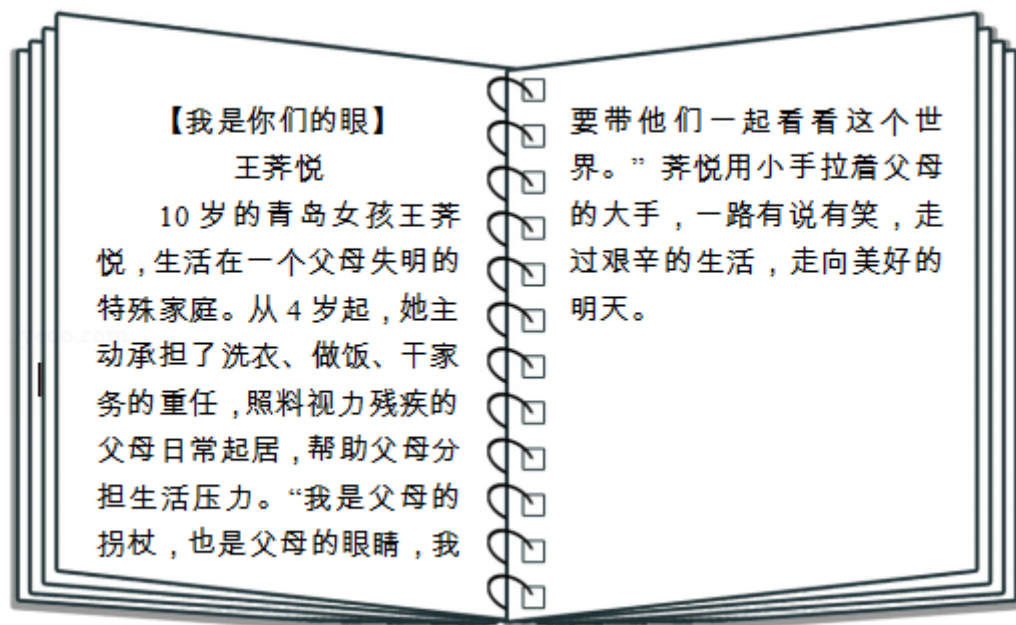 【我是你们的眼】
王荠悦
10 岁的青岛女孩王荠
悦，生活在一个父母失明的
特殊家庭。从 4 岁起，她主
动承担了洗衣、做饭、干家
务的重任，照料视力残疾的
父母日常起居，帮助父母分
担生活压力。“我是父母的
拐杖，也是父母的眼睛，我
要带他们一起看看这个世
界。” 荠悦用小手拉着父母
的大手，一路有说有笑，走
过艰辛的生活，走向美好的
明天。